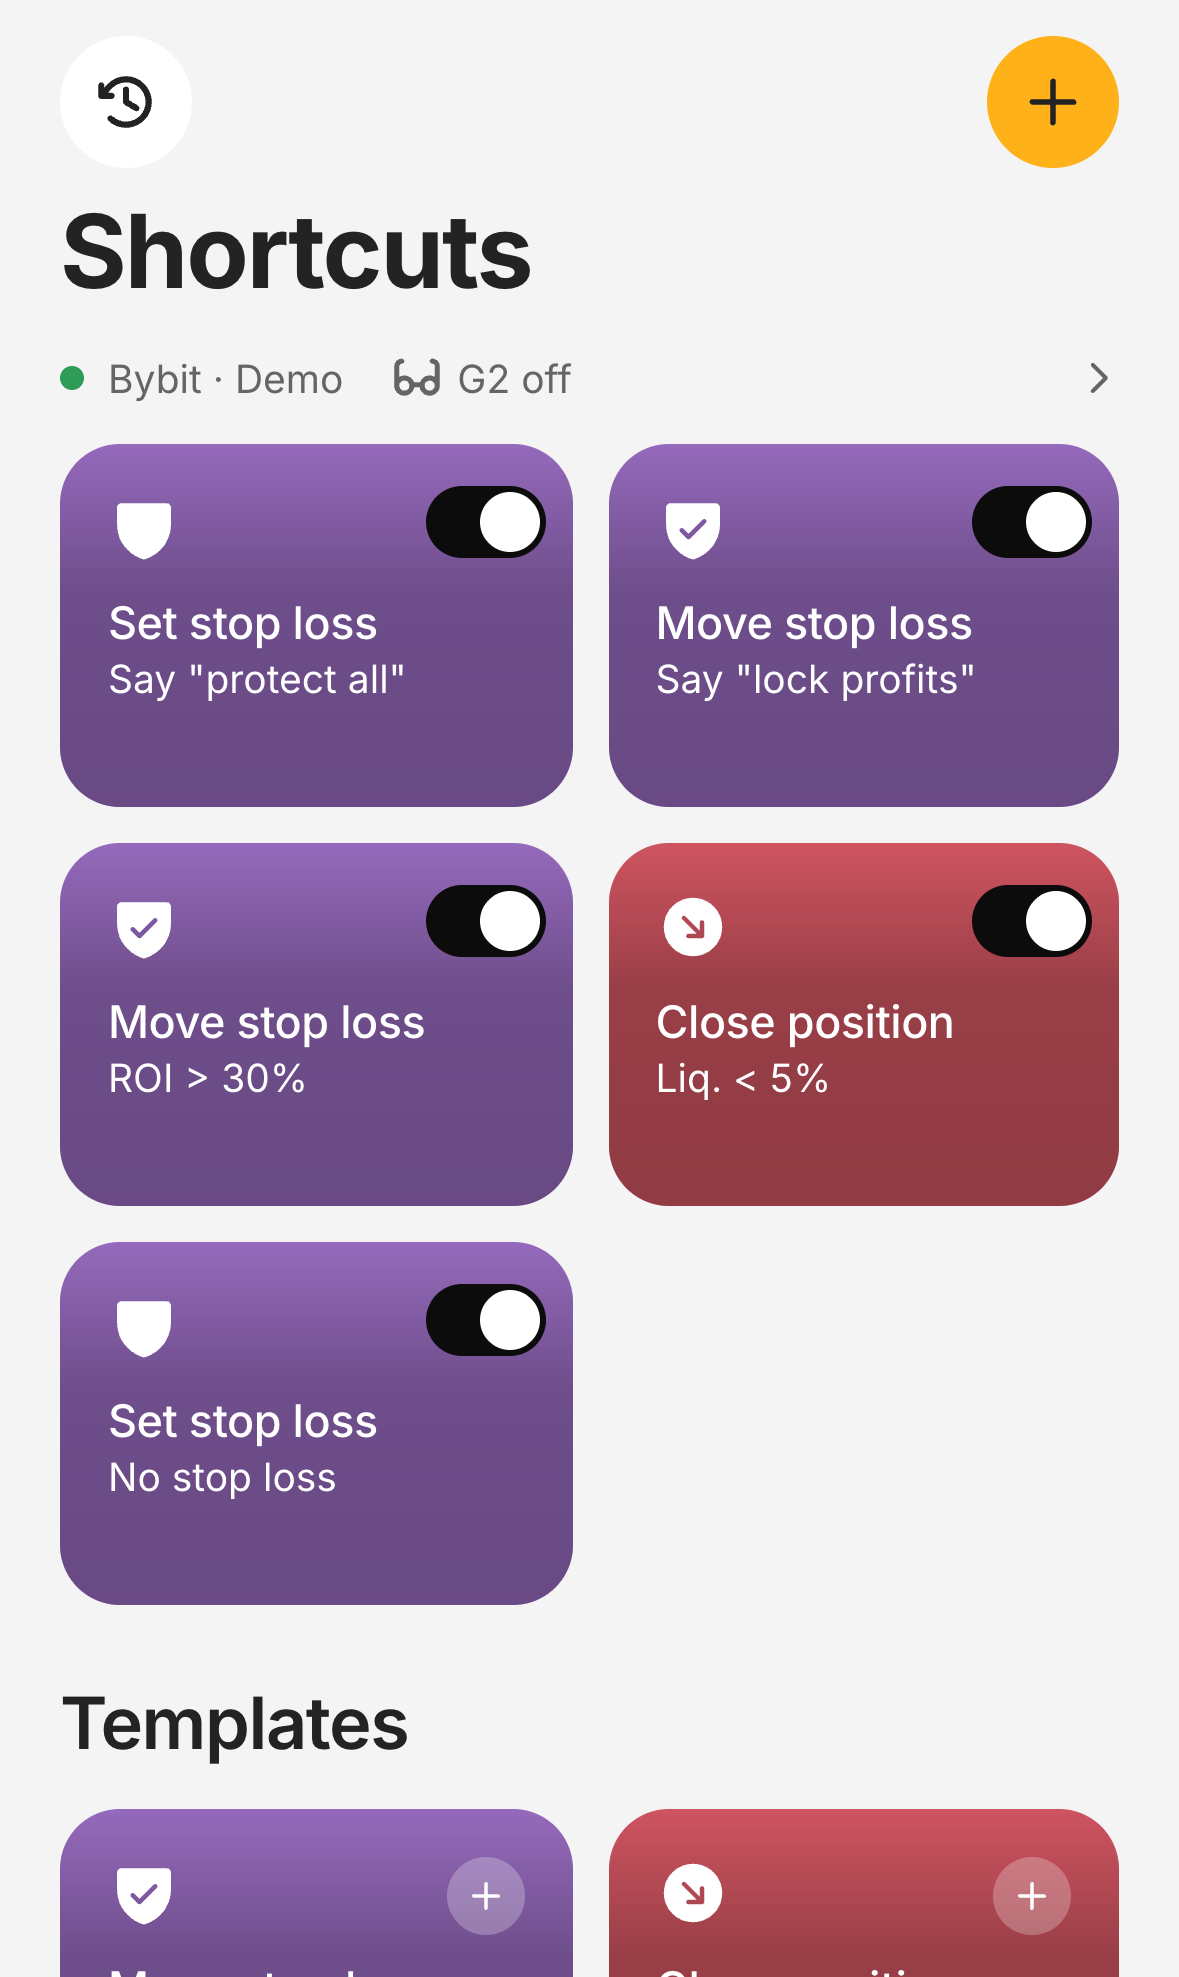 Shortcuts
Bybit · Demo G2 off
Set stop loss
Say "protect all"
Move stop loss
Say "lock profits"
Move stop loss
ROI > 30%
Close position
Liq. < 5%
Set stop loss
No stop loss
Templates